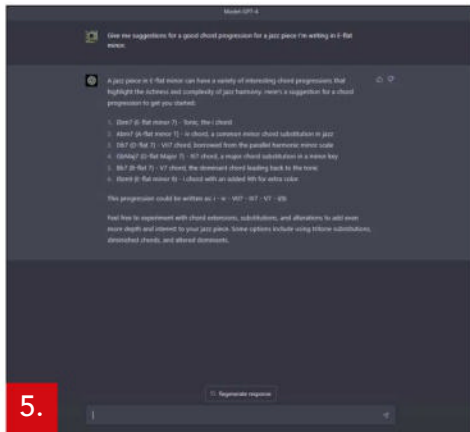 Model: GPT-4
Give me suggestions for a good chord progression for a jazz piece I'm writing in E-flat
minor.
A jazz piece in E-flat minor can have a variety of interesting chord progressions that
highlight the richness and complexity of jazz harmony. Here's a suggestion for a chord
progression to get you started:
1. Ebm7 (E-flat minor 7) - Tonic, the i chord
2. Abm7 (A-flat minor 7) - iv chord, a common minor chord substitution in jazz
3. (D-flat 7) - VII7 chord, borrowed from the parallel harmonic minor scale
4. (G-flat Major 7) - III7 chord, a major chord substitution in a minor key
5. Bb7 (B-flat 7) - V7 chord, the dominant chord leading back to the tonic
6. Ebm9 (E-flat minor 9) - i chord with an added 9th for extra color
This progression could be written as: i - iv - VII7 - III7 - V7 -
Feel free to experiment with chord extensions, substitutions, and alterations to add even
more depth and interest to your jazz piece. Some options include using tritone substitutions,
diminished chords, and altered dominants.
Regenerate response
5.